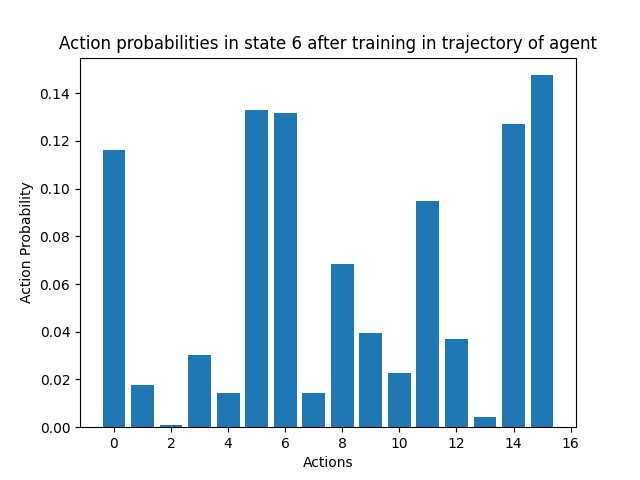 Action probabilities in state 6 after training in trajectory of agent
0.14
0.12
0.10
0.08
0.06
0.04
0.02
0.00
Action Probability
0 2 4 6 8 10 12 14 16
Actions